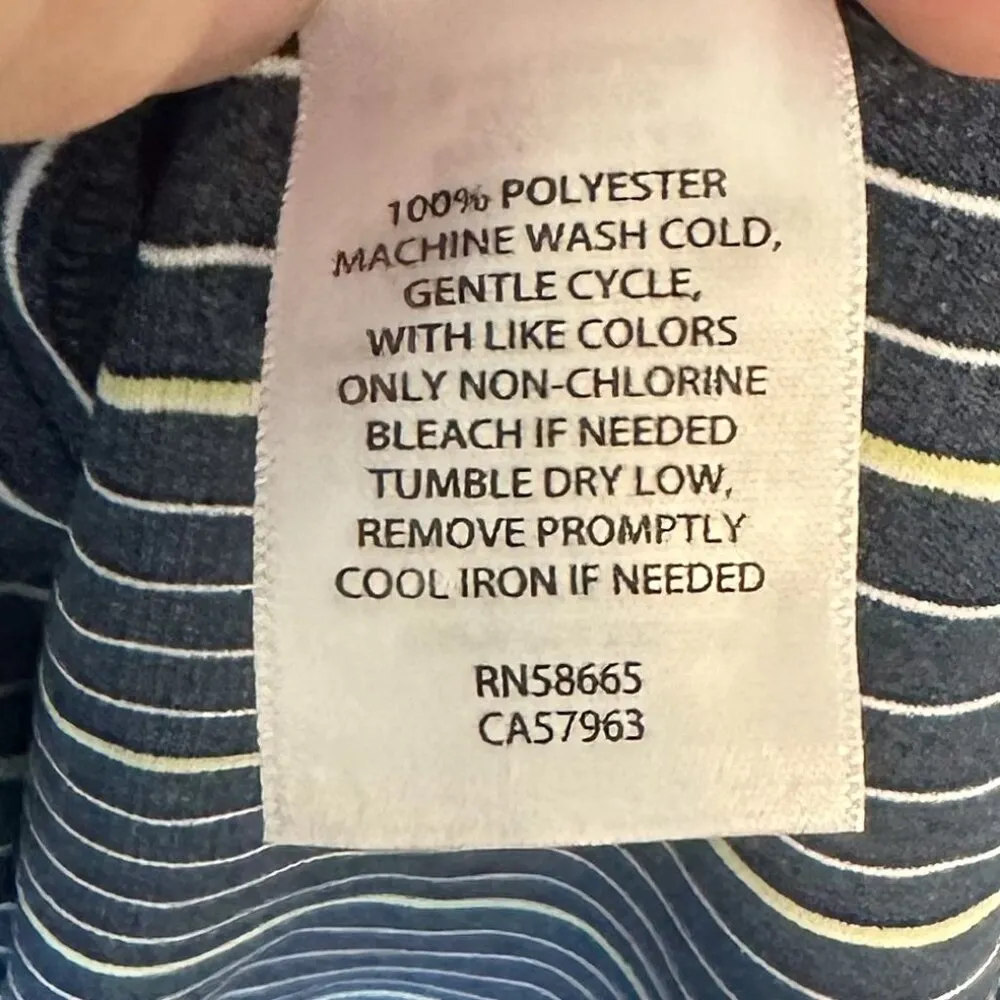 100% POLYESTER
MACHINE WASH COLD,
GENTLE CYCLE,
WITH LIKE COLORS
ONLY NON-CHLORINE
BLEACH IF NEEDED
TUMBLE DRY LOW,
REMOVE PROMPTLY
COOL IRON IF NEEDED
RN58665
CA57963